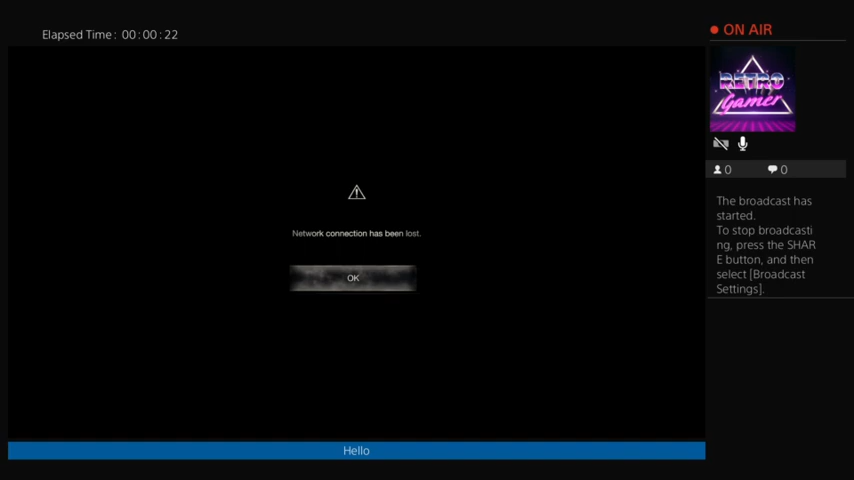 Elapsed Time : 00:00:22
ON AIR
RETRO
Gamer
0
0
The broadcast has
started.
To stop broadcasti
ng, press the SHAR
E button, and then
select [Broadcast
Settings].
Network connection has been lost.
OK
Hello